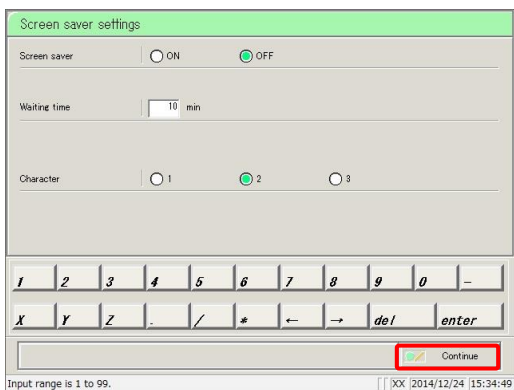 Screen saver settings
Screen saver ON OFF
Waiting time 10 min
Character 1 2 3
1 2 3 4 5 6 7 8 9 0 -
X Y Z . / * ← → del enter
Continue
Input range is 1 to 99. XX 2014/12/24 15:34:49